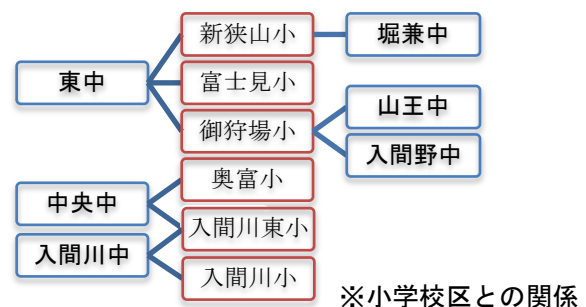 新狭山小
堀兼中
東中
富士見小
山王中
御狩場小
入間野中
奥富小
中央中
入間川東小
入間川中
入間川小
※小学校区との関係